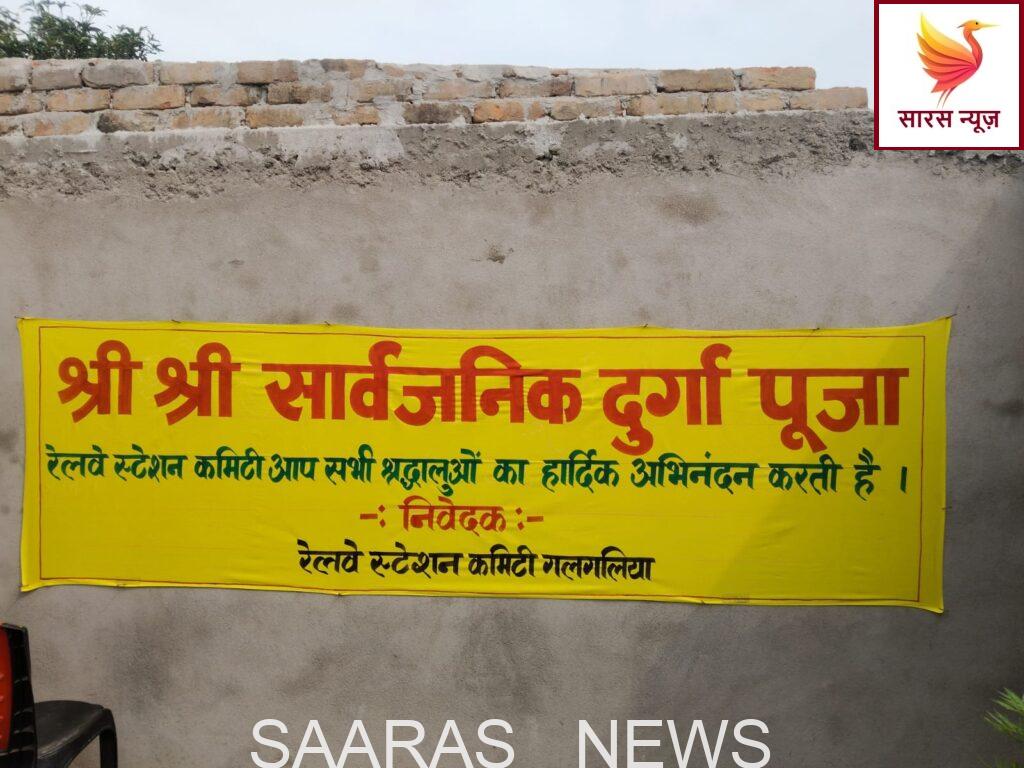 सारस न्यूज़
श्री श्री सार्वजनिक दुर्गा पूजा
रेलवे स्टेशन कमिटी आप सभी श्रद्धालुओं का हार्दिक अभिनंदन करती है ।
-: निवेदक :-
रेलवे स्टेशन कमिटी गलगलिया
SAARAS NEWS